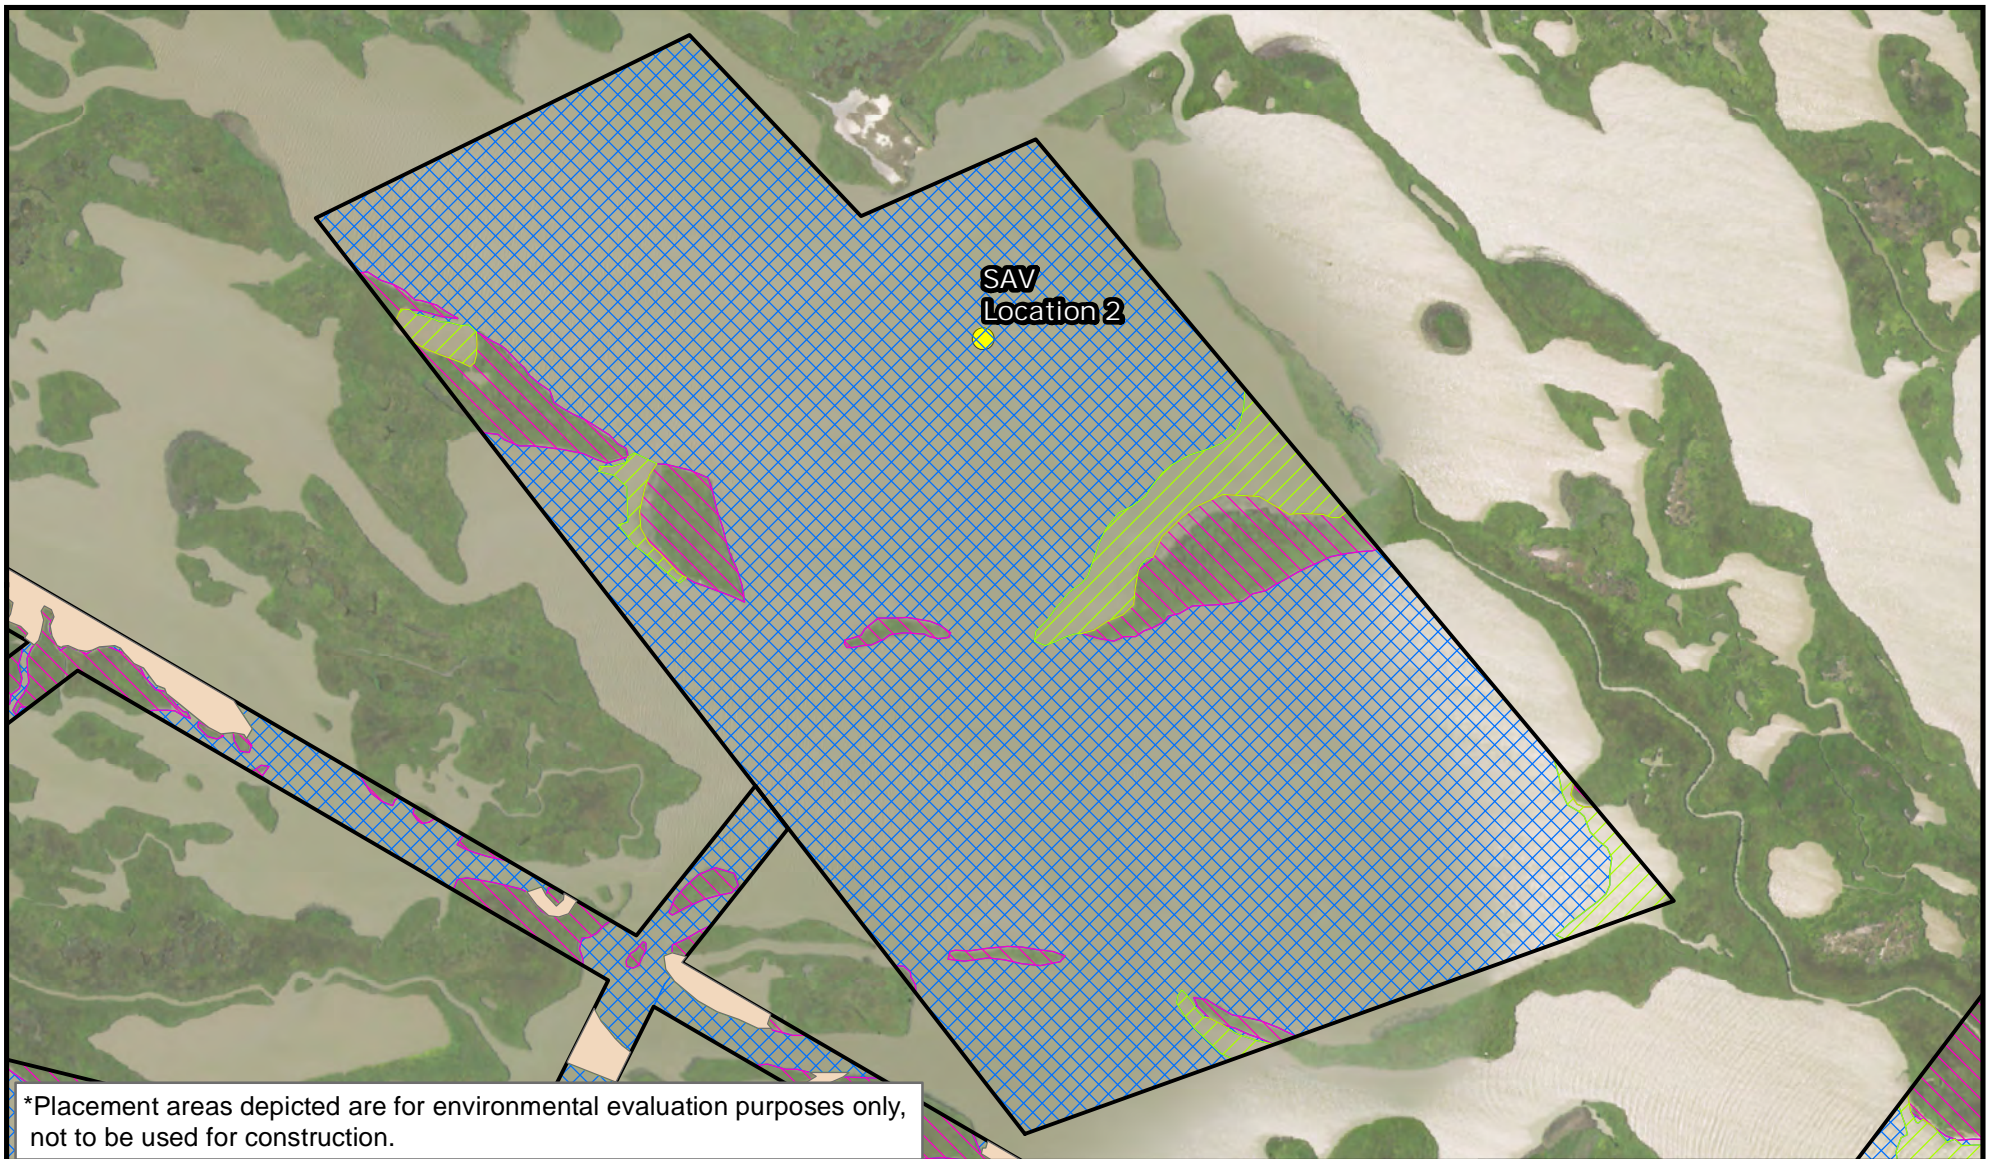 SAV
Location 2
*Placement areas depicted are for environmental evaluation purposes only,
not to be used for construction.